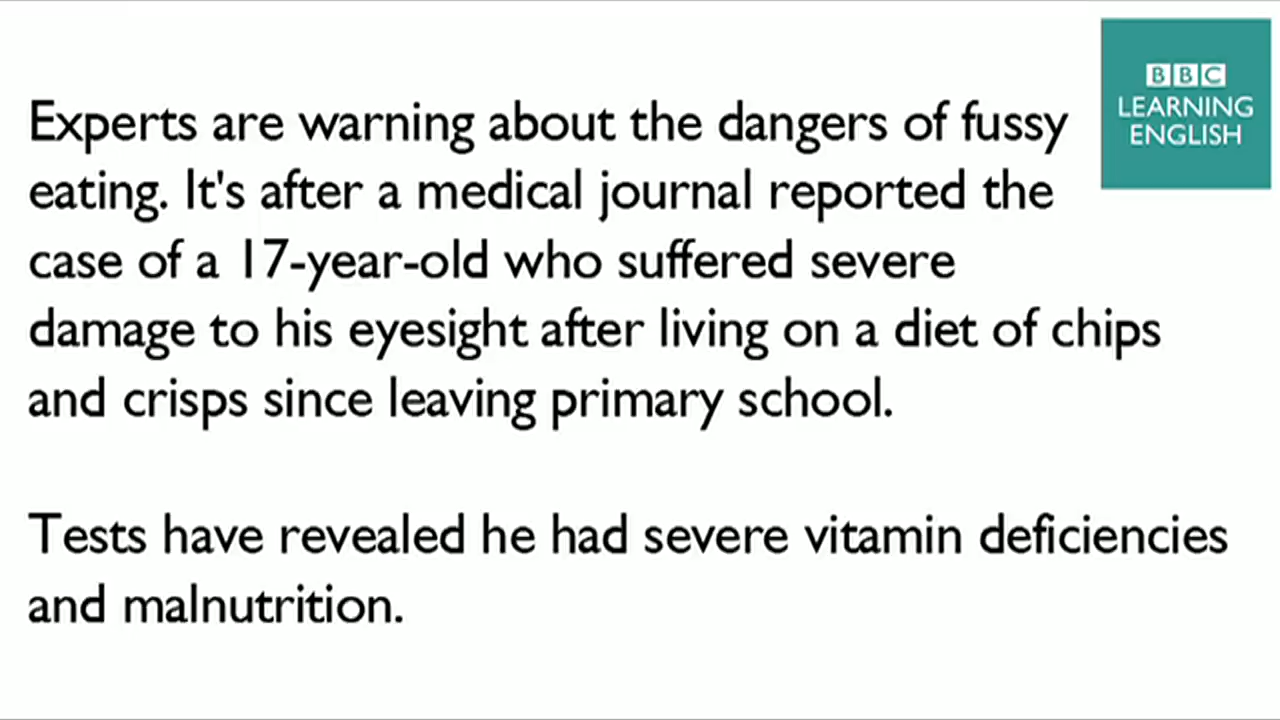 BBC
LEARNING
ENGLISH
Experts are warning about the dangers of fussy
eating. It's after a medical journal reported the
case of a 17-year-old who suffered severe
damage to his eyesight after living on a diet of chips
and crisps since leaving primary school.
Tests have revealed he had severe vitamin deficiencies
and malnutrition.